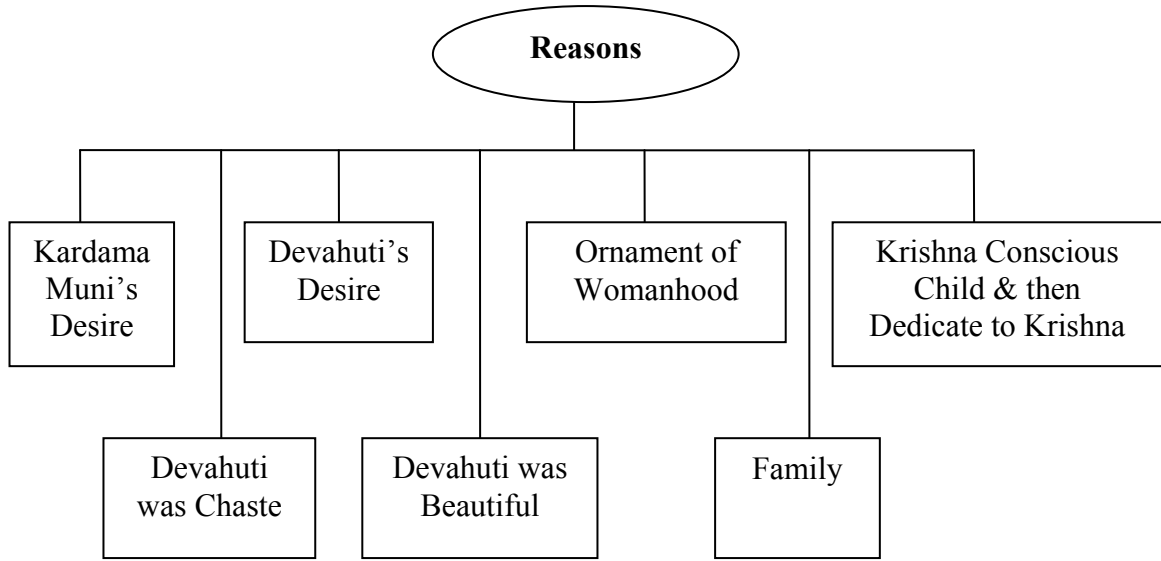 Reasons
Kardama
Muni’s
Desire
Devahuti’s
Desire
Ornament of
Womanhood
Krishna Conscious
Child & then
Dedicate to Krishna
Devahuti
was Chaste
Devahuti was
Beautiful
Family